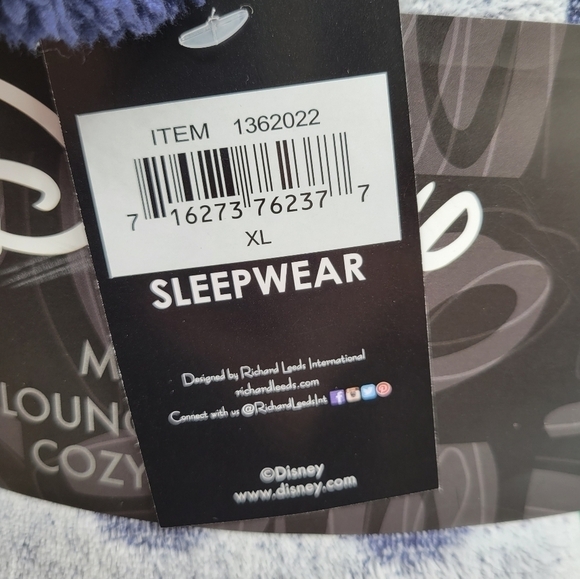 ITEM 1362022
7 16273 76237 7
XL
SLEEPWEAR
Designed by Richard Leeds International
richardleeds.com
Connect with us @RichardLeedsInt
©Disney
www.disney.com
COZY